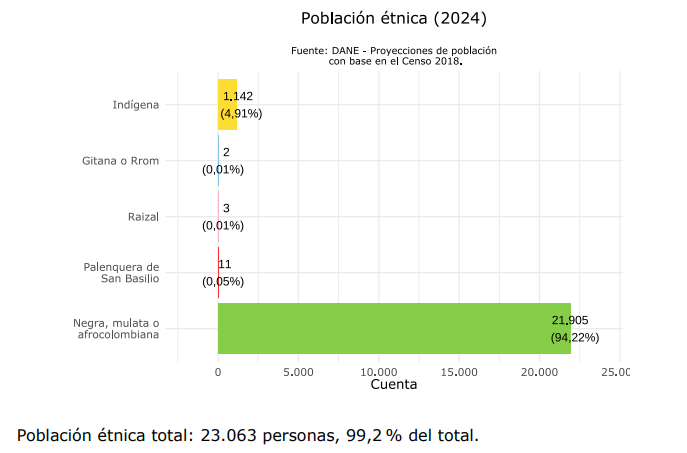 Población étnica (2024)
Fuente: DANE - Proyecciones de población
con base en el Censo 2018.
Indígena
1.142
(4,91%)
Gitana o Rrom
2
(0,01%)
Raizal
3
(0,01%)
Palenquera de
San Basilio
11
(0,05%)
Negra, mulata o
afrocolombiana
21.905
(94,22%)
0
5.000
10.000
15.000
20.000
25.00
Cuenta
Población étnica total: 23.063 personas, 99,2 % del total.